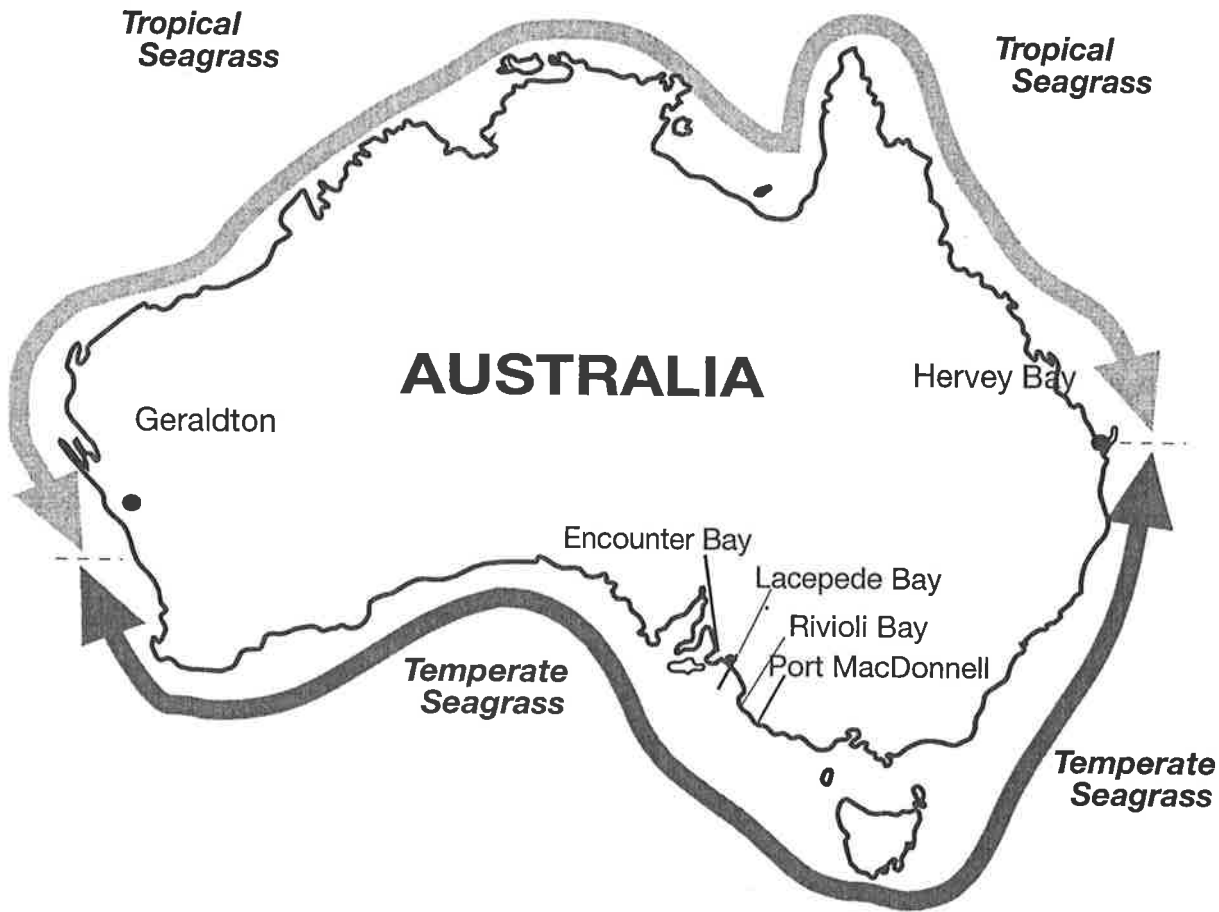 Tropical
Seagrass
Tropical
Seagrass
AUSTRALIA
Hervey Bay
Geraldton
Encounter Bay
Lacepede Bay
Rivioli Bay
Port MacDonnell
Temperate
Seagrass
Temperate
Seagrass